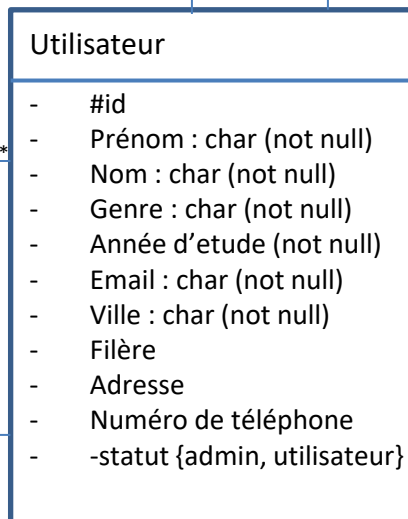 Utilisateur
- #id
- Prénom : char (not null)
*
- Nom : char (not null)
- Genre : char (not null)
- Année d’etude (not null)
- Email : char (not null)
- Ville : char (not null)
- Filère
- Adresse
- Numéro de téléphone
- -statut {admin, utilisateur}